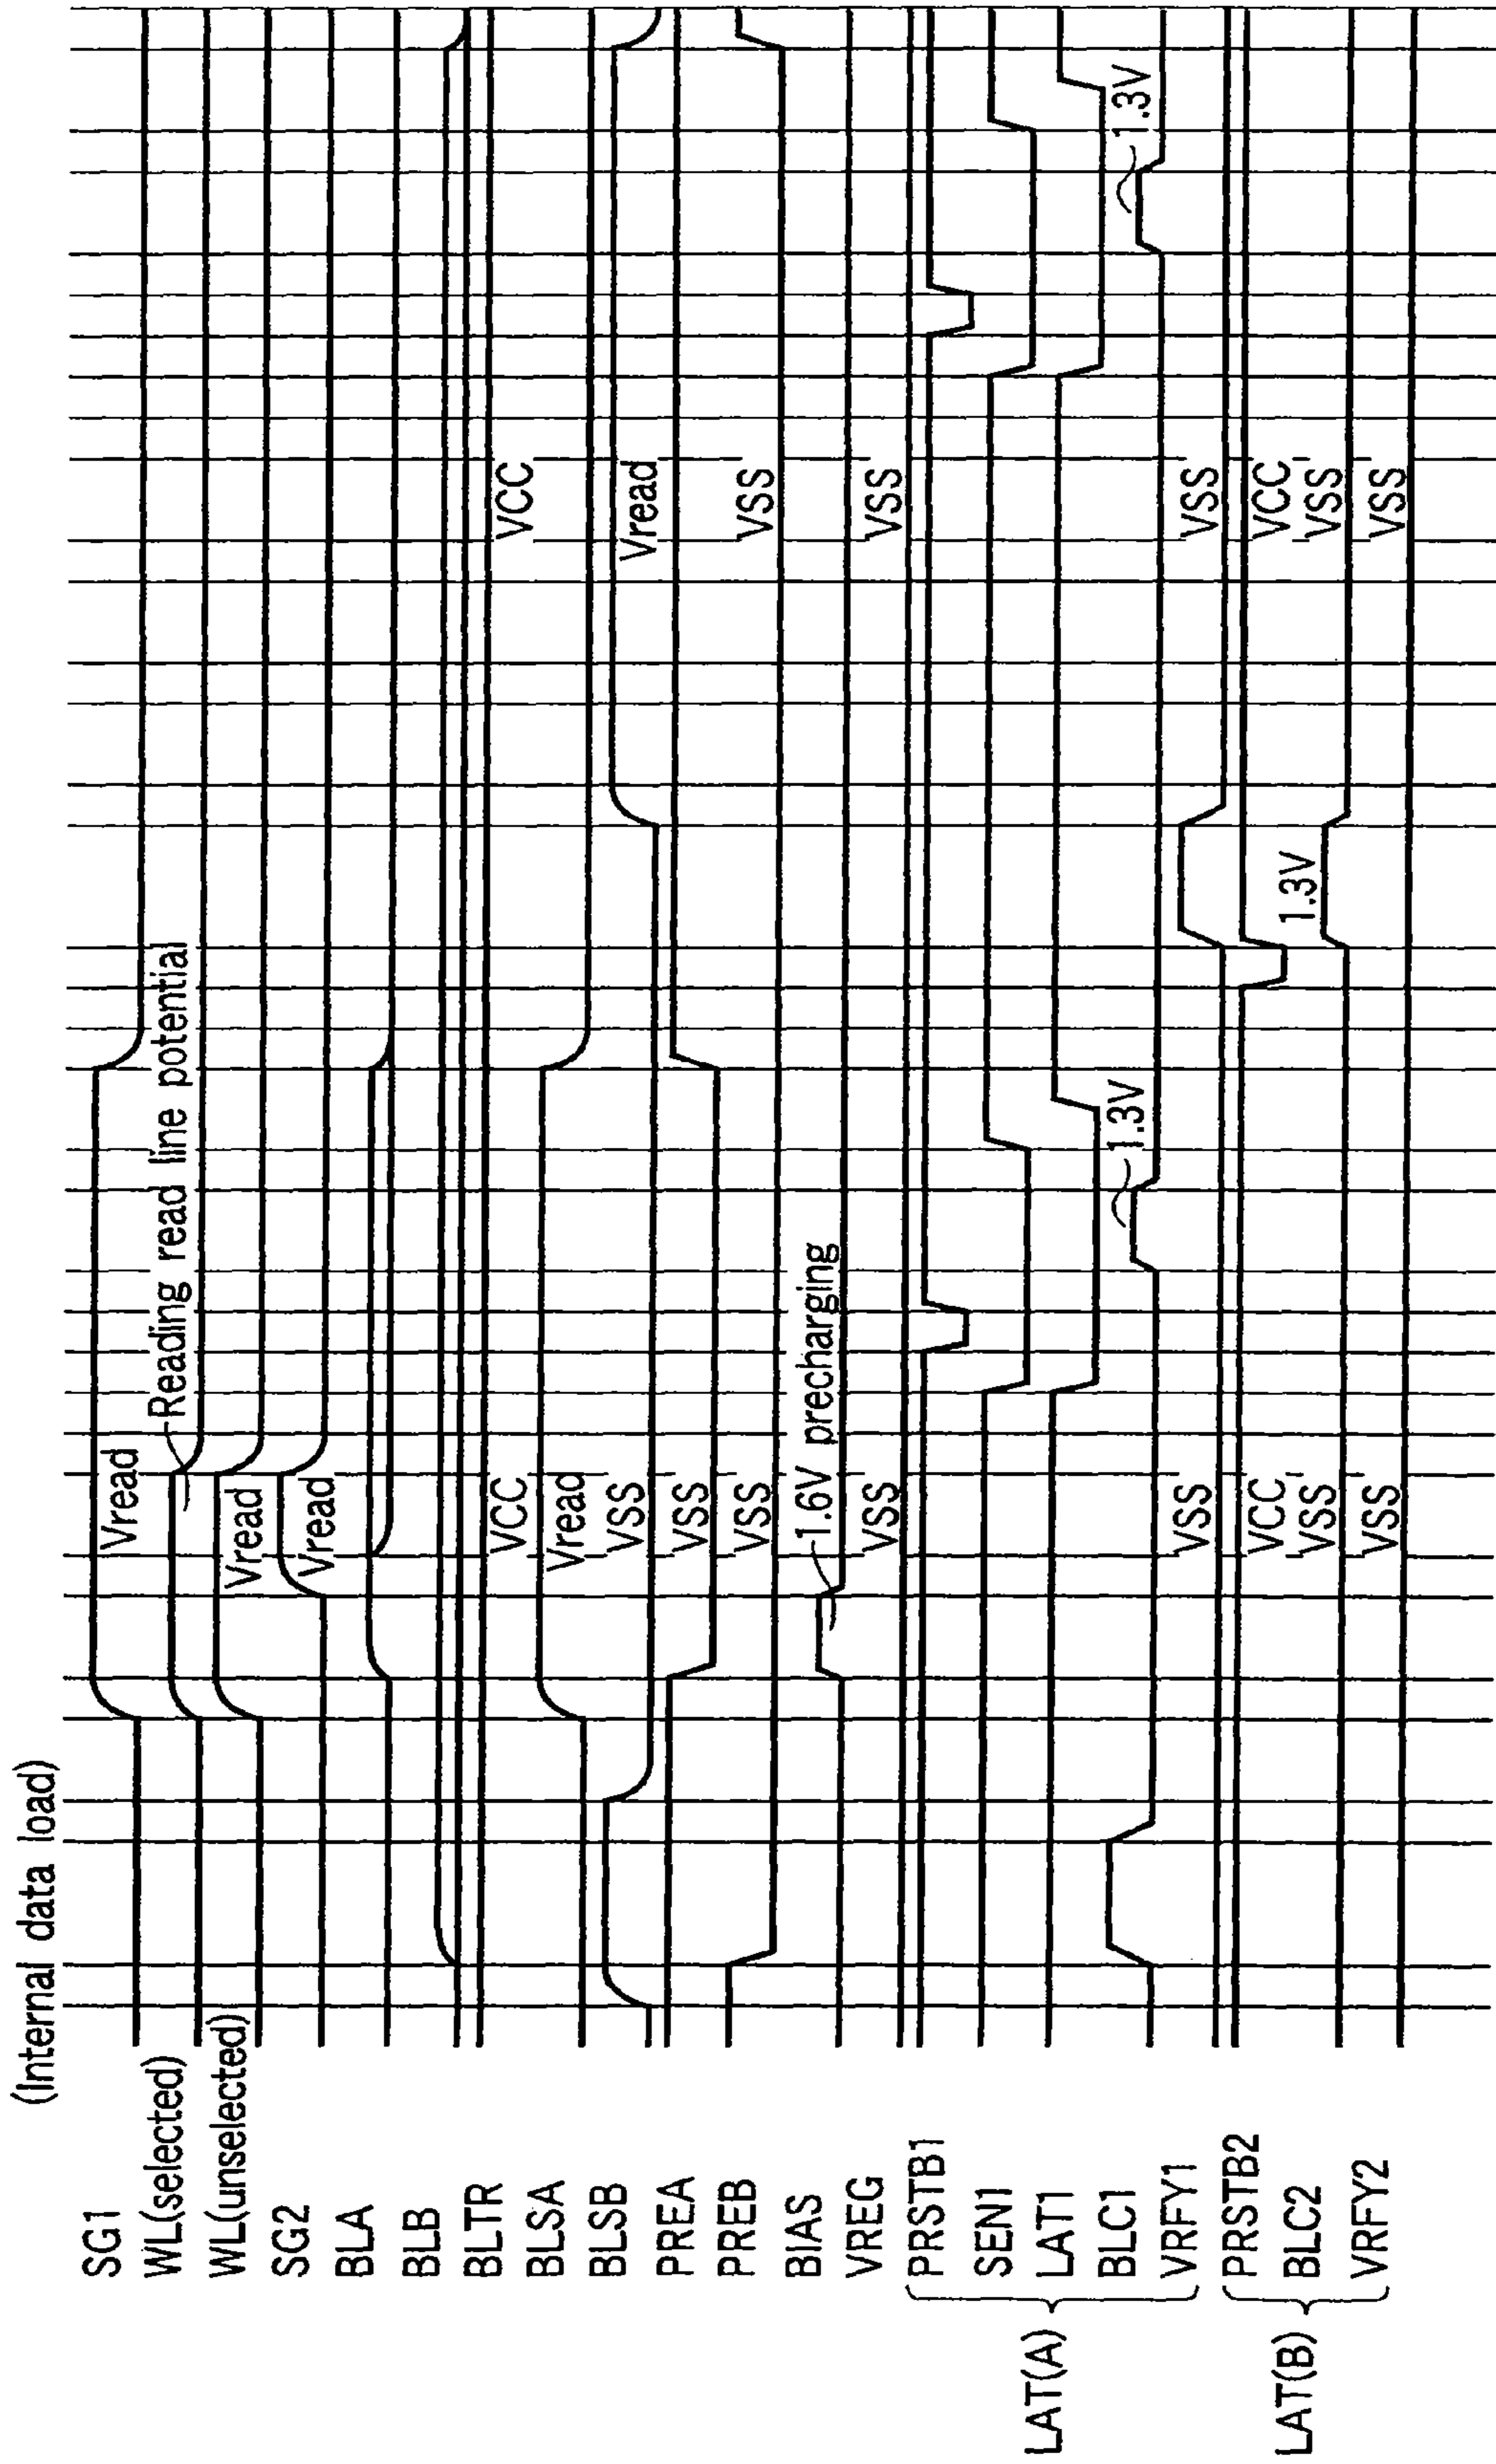 (Internal data load)
SG1
Vread
WL(selected)
Reading read line potential
WL(unselected)
Vread
SG2
Vread
BLA
BLB
BLTR
VCC
VCC
BLSA
Vread
BLSB
VSS
Vread
PREA
VSS
PREB
VSS
VSS
BIAS
1.6V precharging
VREG
VSS
VSS
LAT(A)
PRSTB1
SEN1
LAT1
BLC1
1.3V
1.3V
VRFY1
VSS
VSS
LAT(B)
PRSTB2
VCC
VCC
BLC2
VSS
1.3V
VSS
VRFY2
VSS
VSS